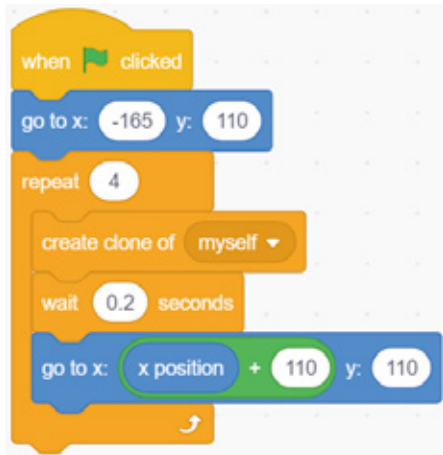 when clicked
go to x: -165 y: 110
repeat 4
create clone of myself
wait 0.2 seconds
go to x: x position + 110 y: 110